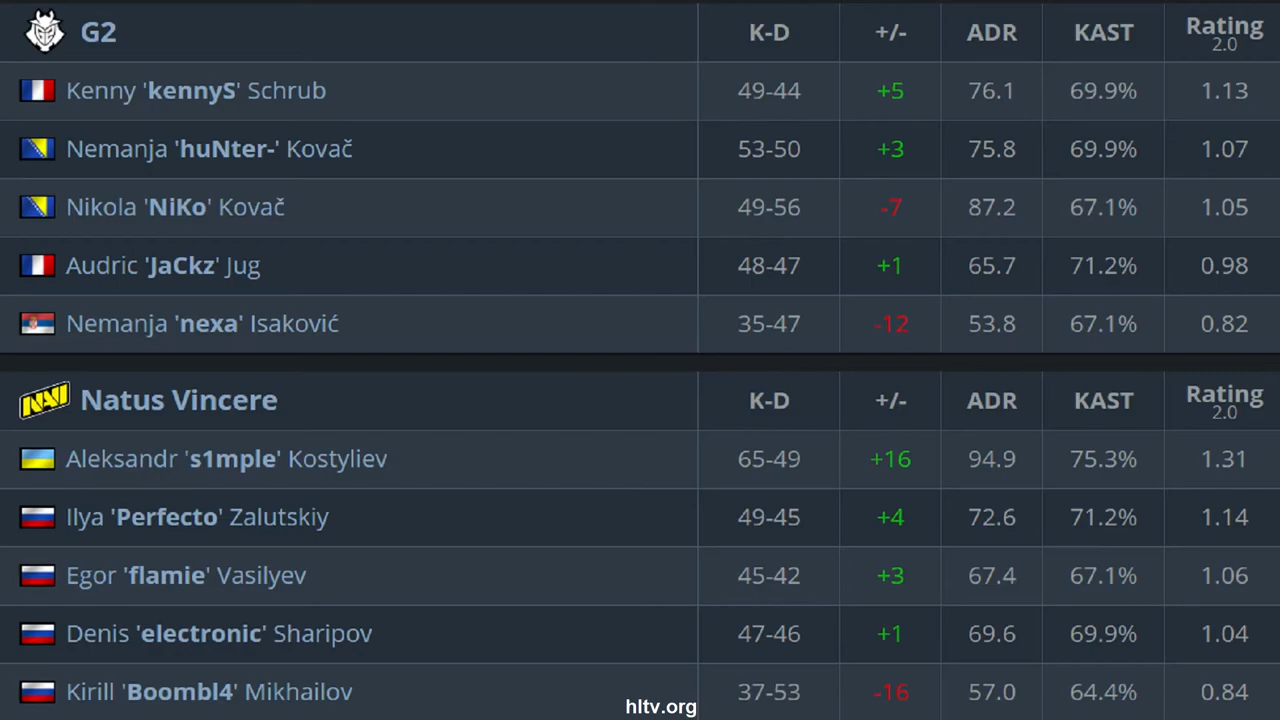 G2 K-D +/- ADR KAST Rating 2.0
Kenny 'kennyS' Schrub 49-44 +5 76.1 69.9% 1.13
Nemanja 'huNter-' Kovač 53-50 +3 75.8 69.9% 1.07
Nikola 'NiKo' Kovač 49-56 -7 87.2 67.1% 1.05
Audric 'JaCkz' Jug 48-47 +1 65.7 71.2% 0.98
Nemanja 'nexa' Isaković 35-47 -12 53.8 67.1% 0.82
NAVI Natus Vincere K-D +/- ADR KAST Rating 2.0
Aleksandr 's1mple' Kostyliev 65-49 +16 94.9 75.3% 1.31
Ilya 'Perfecto' Zalutskiy 49-45 +4 72.6 71.2% 1.14
Egor 'flamie' Vasilyev 45-42 +3 67.4 67.1% 1.06
Denis 'electronic' Sharipov 47-46 +1 69.6 69.9% 1.04
Kirill 'Boombl4' Mikhailov 37-53 -16 57.0 64.4% 0.84
hltv.org